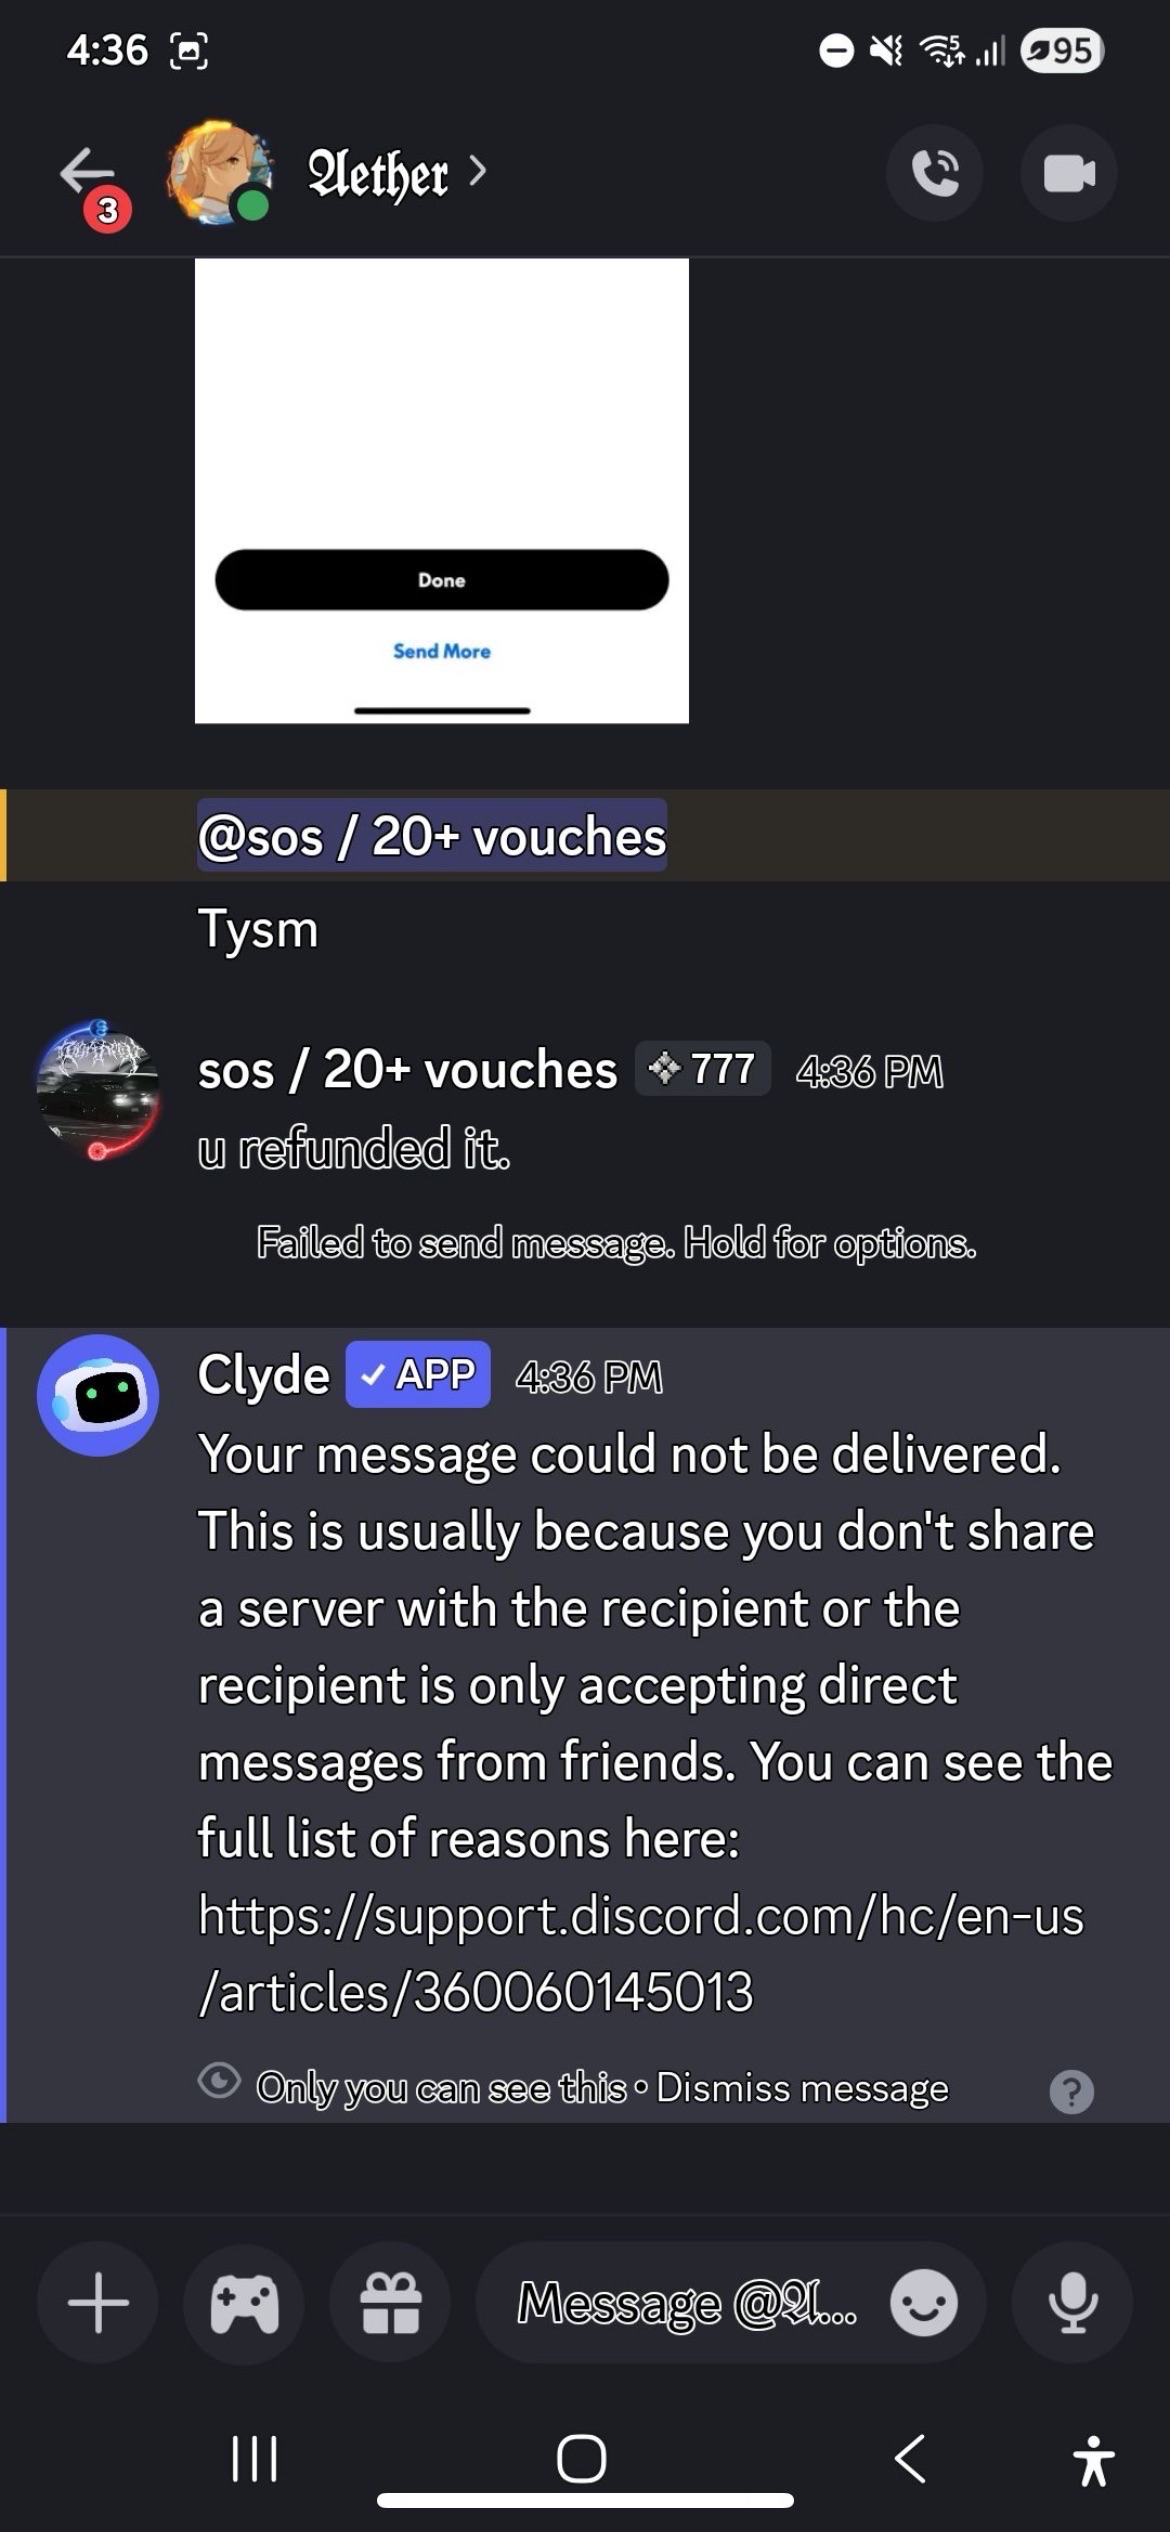 4:36
5
95
3
𝔄𝔢𝔱𝔥𝔢𝔯
Done
Send More
@sos / 20+ vouches
Tysm
sos / 20+ vouches 777 4:36 PM
u refunded it.
Failed to send message. Hold for options.
Clyde ✓ APP 4:36 PM
Your message could not be delivered.
This is usually because you don't share
a server with the recipient or the
recipient is only accepting direct
messages from friends. You can see the
full list of reasons here:
https://support.discord.com/hc/en-us
/articles/360060145013
Only you can see this • Dismiss message
?
Message @𝔄...